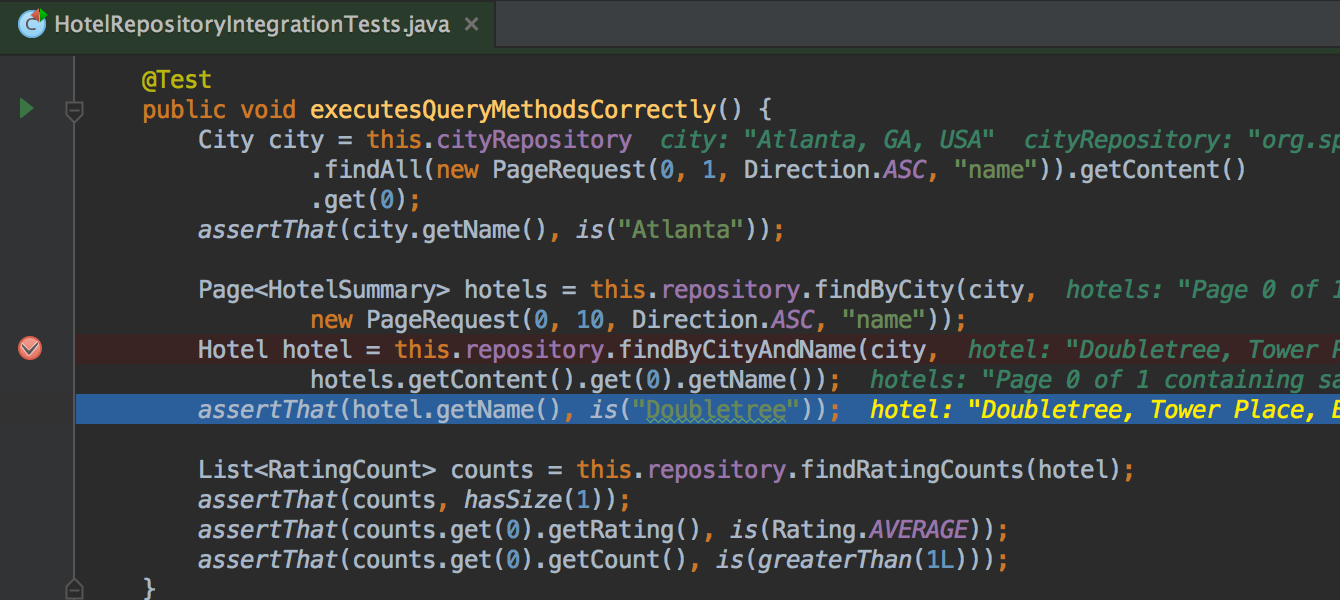 HotelRepositoryIntegrationTests.java
@Test
public void executesQueryMethodsCorrectly() {
City city = this.cityRepository city: "Atlanta, GA, USA" cityRepository: "org.sp
.findAll(new PageRequest(0, 1, Direction.ASC, "name")).getContent()
.get(0);
assertThat(city.getName(), is("Atlanta"));
Page<HotelSummary> hotels = this.repository.findByCity(city, hotels: "Page 0 of 1
new PageRequest(0, 10, Direction.ASC, "name"));
Hotel hotel = this.repository.findByCityAndName(city, hotel: "Doubletree, Tower P
hotels.getContent().get(0).getName()); hotels: "Page 0 of 1 containing sa
assertThat(hotel.getName(), is("Doubletree")); hotel: "Doubletree, Tower Place, B
List<RatingCount> counts = this.repository.findRatingCounts(hotel);
assertThat(counts, hasSize(1));
assertThat(counts.get(0).getRating(), is(Rating.AVERAGE));
assertThat(counts.get(0).getCount(), is(greaterThan(1L)));
}